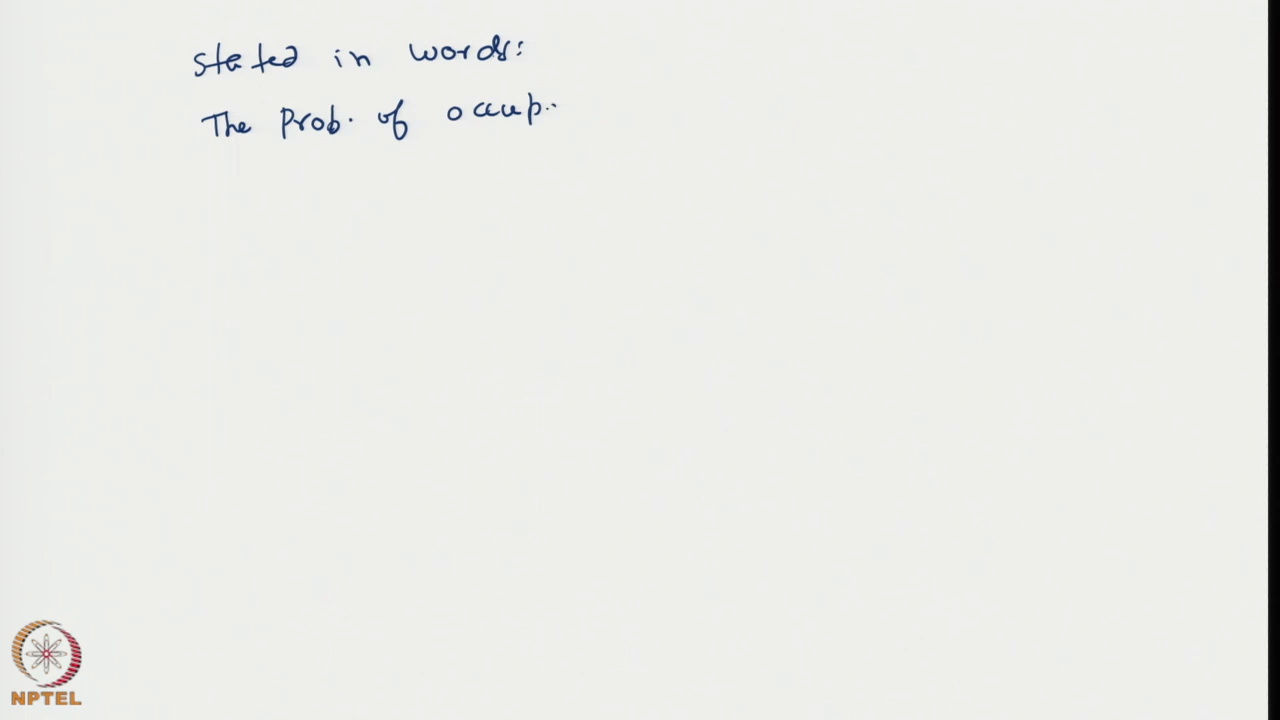 Stated in words:
The Prob. of occup..
NPTEL